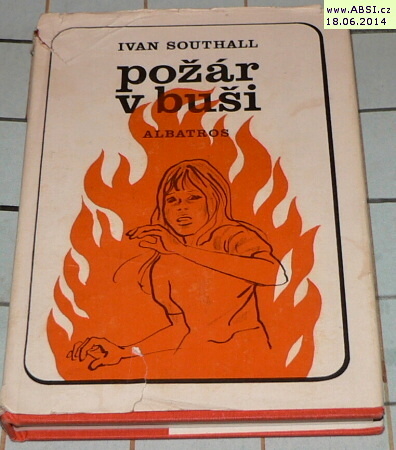 www.ABSI.cz
18.06.2014
IVAN SOUTHALL
požár
v buši
ALBATROS